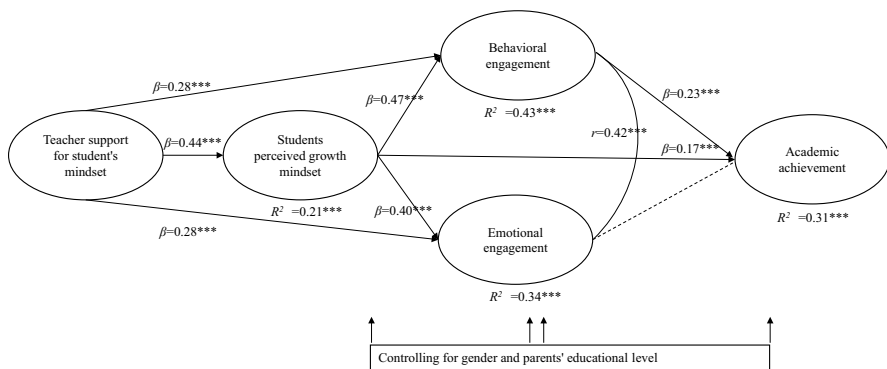 Behavioral
engagement
β=0.28***
β=0.47***
R² =0.43***
β=0.23***
r=0.42***
Teacher support
for student's
mindset
β=0.44***
Students
perceived growth
mindset
β=0.17***
Academic
achievement
R² =0.21***
β=0.40***
R² =0.31***
β=0.28***
Emotional
engagement
R² =0.34***
Controlling for gender and parents' educational level